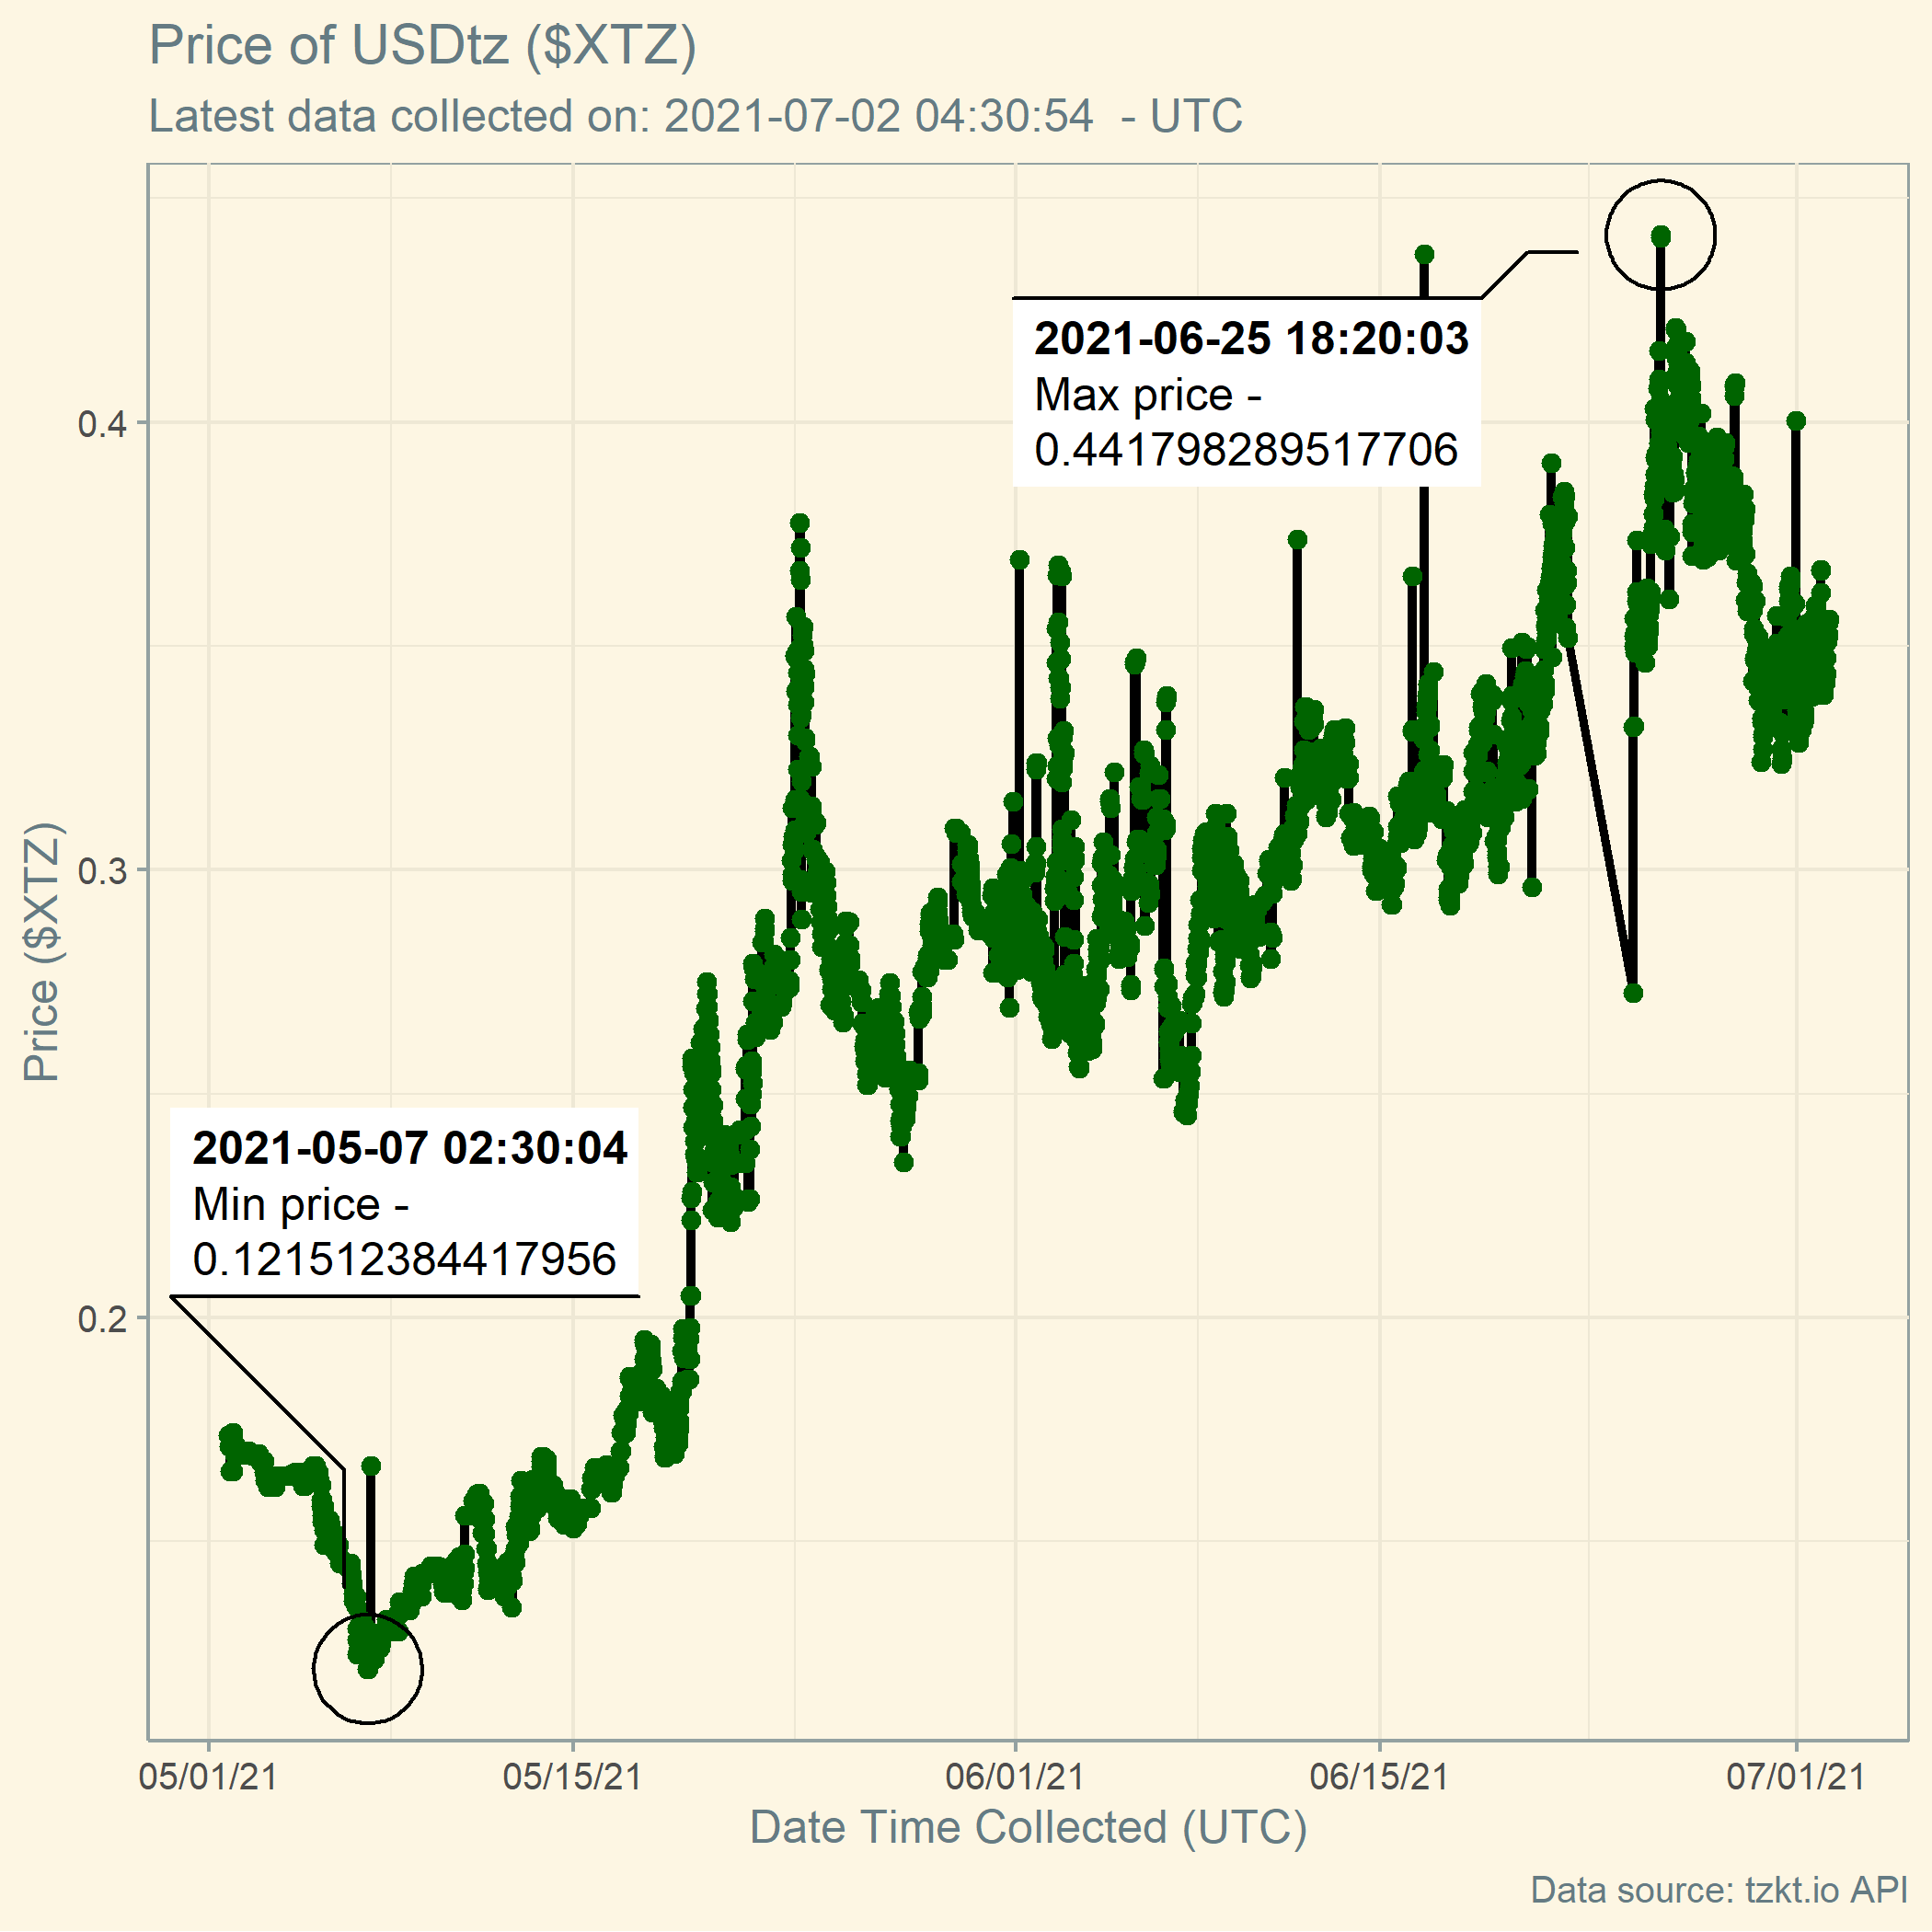 Price of USDtz ($XTZ)
Latest data collected on: 2021-07-02 04:30:54  - UTC
2021-06-25 18:20:03
Max price -
0.441798289517706
0.4
0.3
Price ($XTZ)
2021-05-07 02:30:04
Min price -
0.121512384417956
0.2
05/01/21 05/15/21 06/01/21 06/15/21 07/01/21
Date Time Collected (UTC)
Data source: tzkt.io API